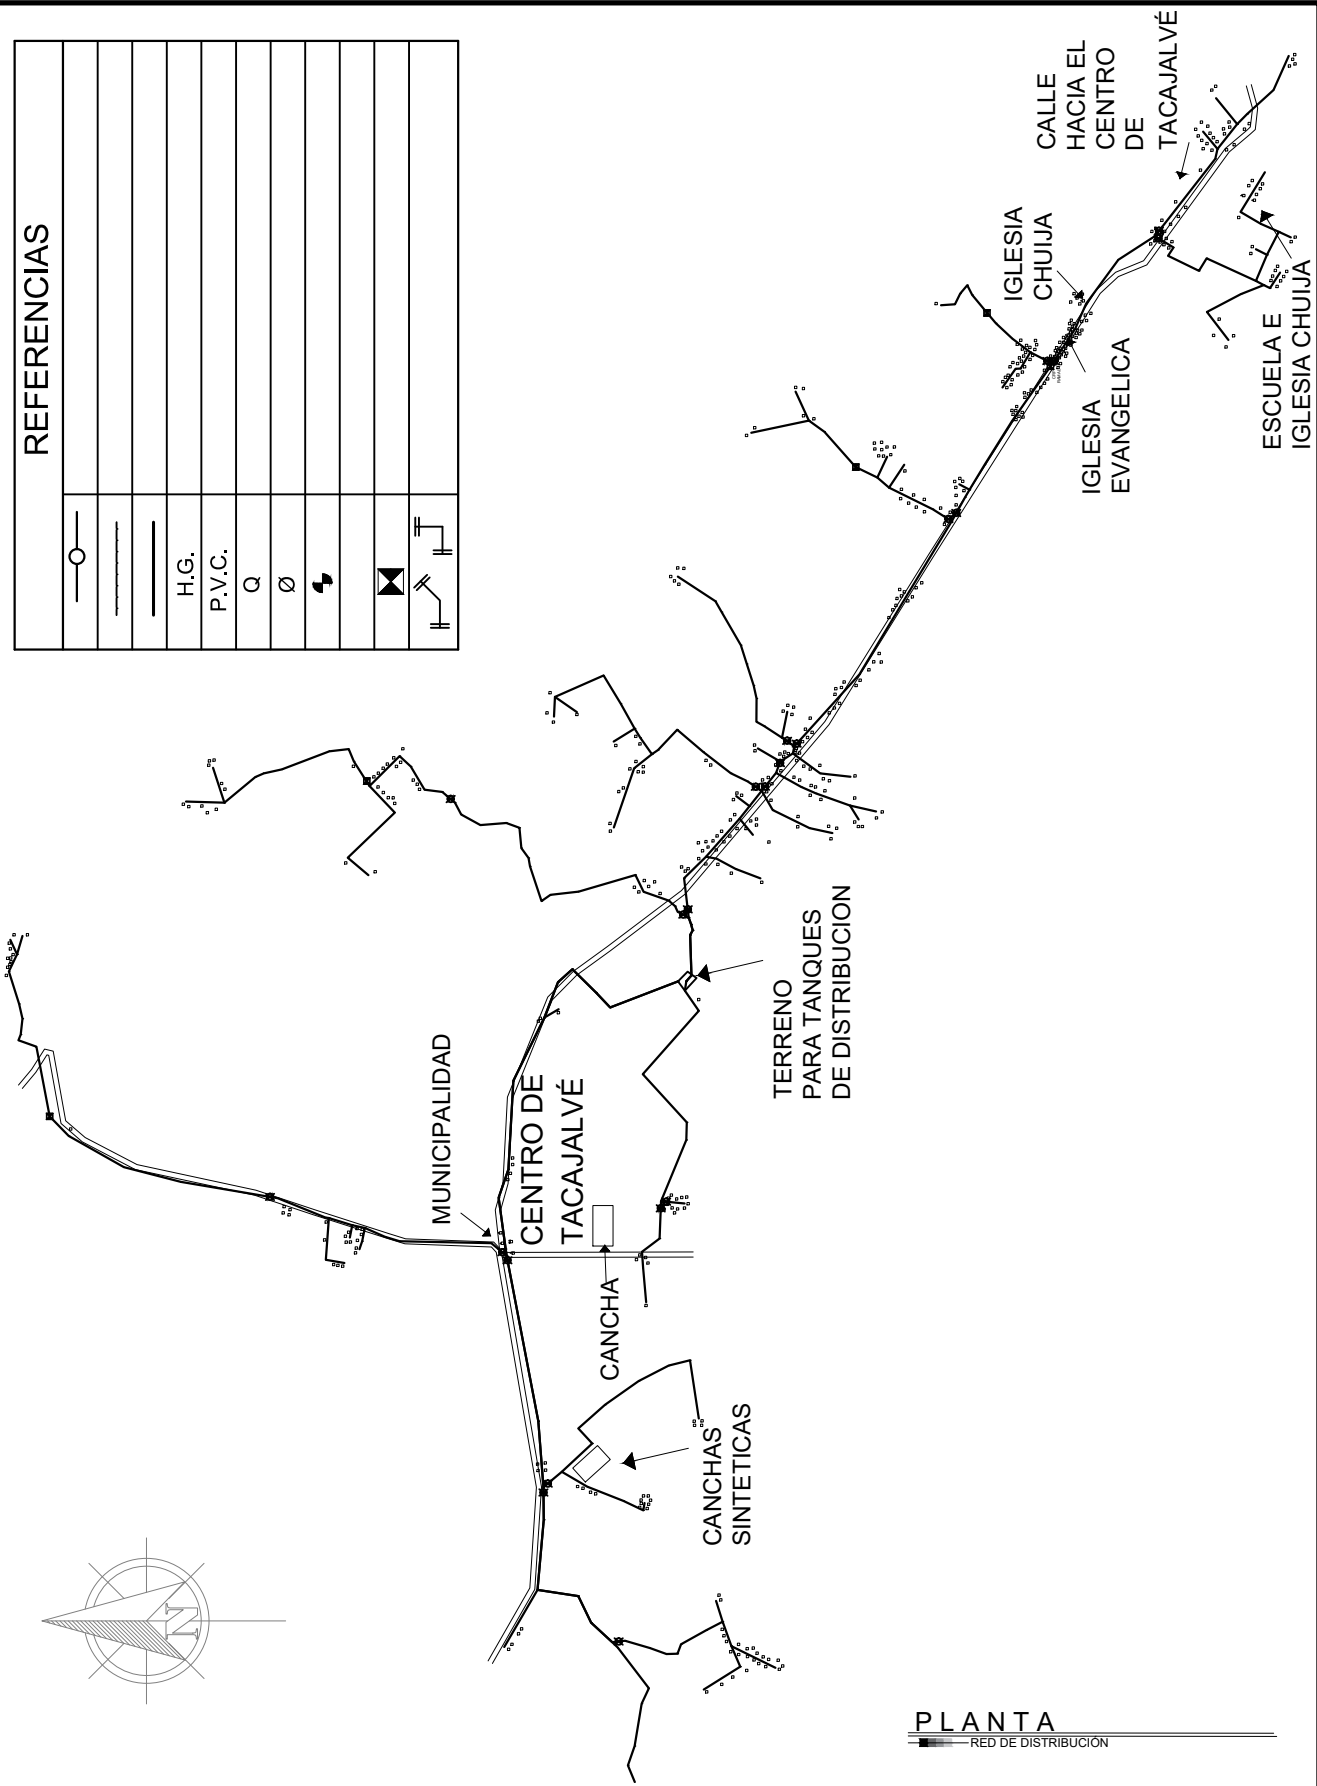 REFERENCIAS
H.G.
P.V.C.
Q
Ø
CALLE
HACIA EL
CENTRO
DE
TACAJALVÉ
IGLESIA
CHUIJA
IGLESIA
EVANGELICA
ESCUELA E
IGLESIA CHUIJA
TERRENO
PARA TANQUES
DE DISTRIBUCION
MUNICIPALIDAD
CENTRO DE
TACAJALVÉ
CANCHA
CANCHAS
SINTETICAS
N
PLANTA
RED DE DISTRIBUCIÓN